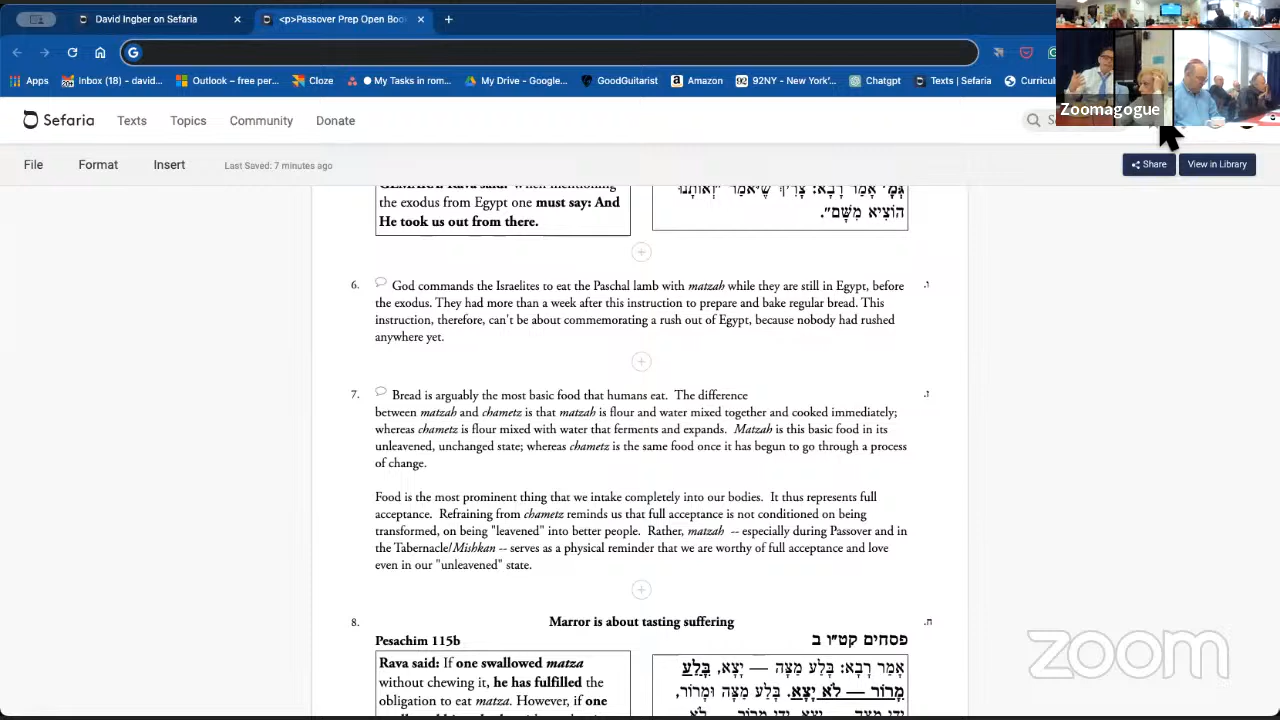 David Ingber on Sefaria
<p>Passover Prep Open Boo
Apps
Inbox (18) – david...
Outlook – free per...
Cloze
My Tasks in rom...
My Drive – Google...
GoodGuitarist
Amazon
92NY - New York'...
Chatgpt
Texts | Sefaria
Curricul
Zoomagogue
Sefaria
Texts
Topics
Community
Donate
File
Format
Insert
Last Saved: 7 minutes ago
Share
View in Library
GEMARA: Rava said: When mentioning
the exodus from Egypt one must say: And
He took us out from there.
גְּמָ׳ אָמַר רָבָא: צָרִיךְ שֶׁיֹּאמַר ״וְאוֹתָנוּ
הוֹצִיא מִשָּׁם״.
6.
God commands the Israelites to eat the Paschal lamb with matzah while they are still in Egypt, before
the exodus. They had more than a week after this instruction to prepare and bake regular bread. This
instruction, therefore, can't be about commemorating a rush out of Egypt, because nobody had rushed
anywhere yet.
ו.
7.
Bread is arguably the most basic food that humans eat. The difference
between matzah and chametz is that matzah is flour and water mixed together and cooked immediately;
whereas chametz is flour mixed with water that ferments and expands. Matzah is this basic food in its
unleavened, unchanged state; whereas chametz is the same food once it has begun to go through a process
of change.
Food is the most prominent thing that we intake completely into our bodies. It thus represents full
acceptance. Refraining from chametz reminds us that full acceptance is not conditioned on being
transformed, on being "leavened" into better people. Rather, matzah -- especially during Passover and in
the Tabernacle/Mishkan -- serves as a physical reminder that we are worthy of full acceptance and love
even in our "unleavened" state.
ז.
8.
Marror is about tasting suffering
ח.
Pesachim 115b
פסחים קט״ו ב
Rava said: If one swallowed matza
without chewing it, he has fulfilled the
obligation to eat matza. However, if one
אָמַר רָבָא: בָּלַע מַצָּה — יָצָא, בָּלַע
מָרוֹר — לֹא יָצָא. בָּלַע מַצָּה וּמָרוֹר,
zoom